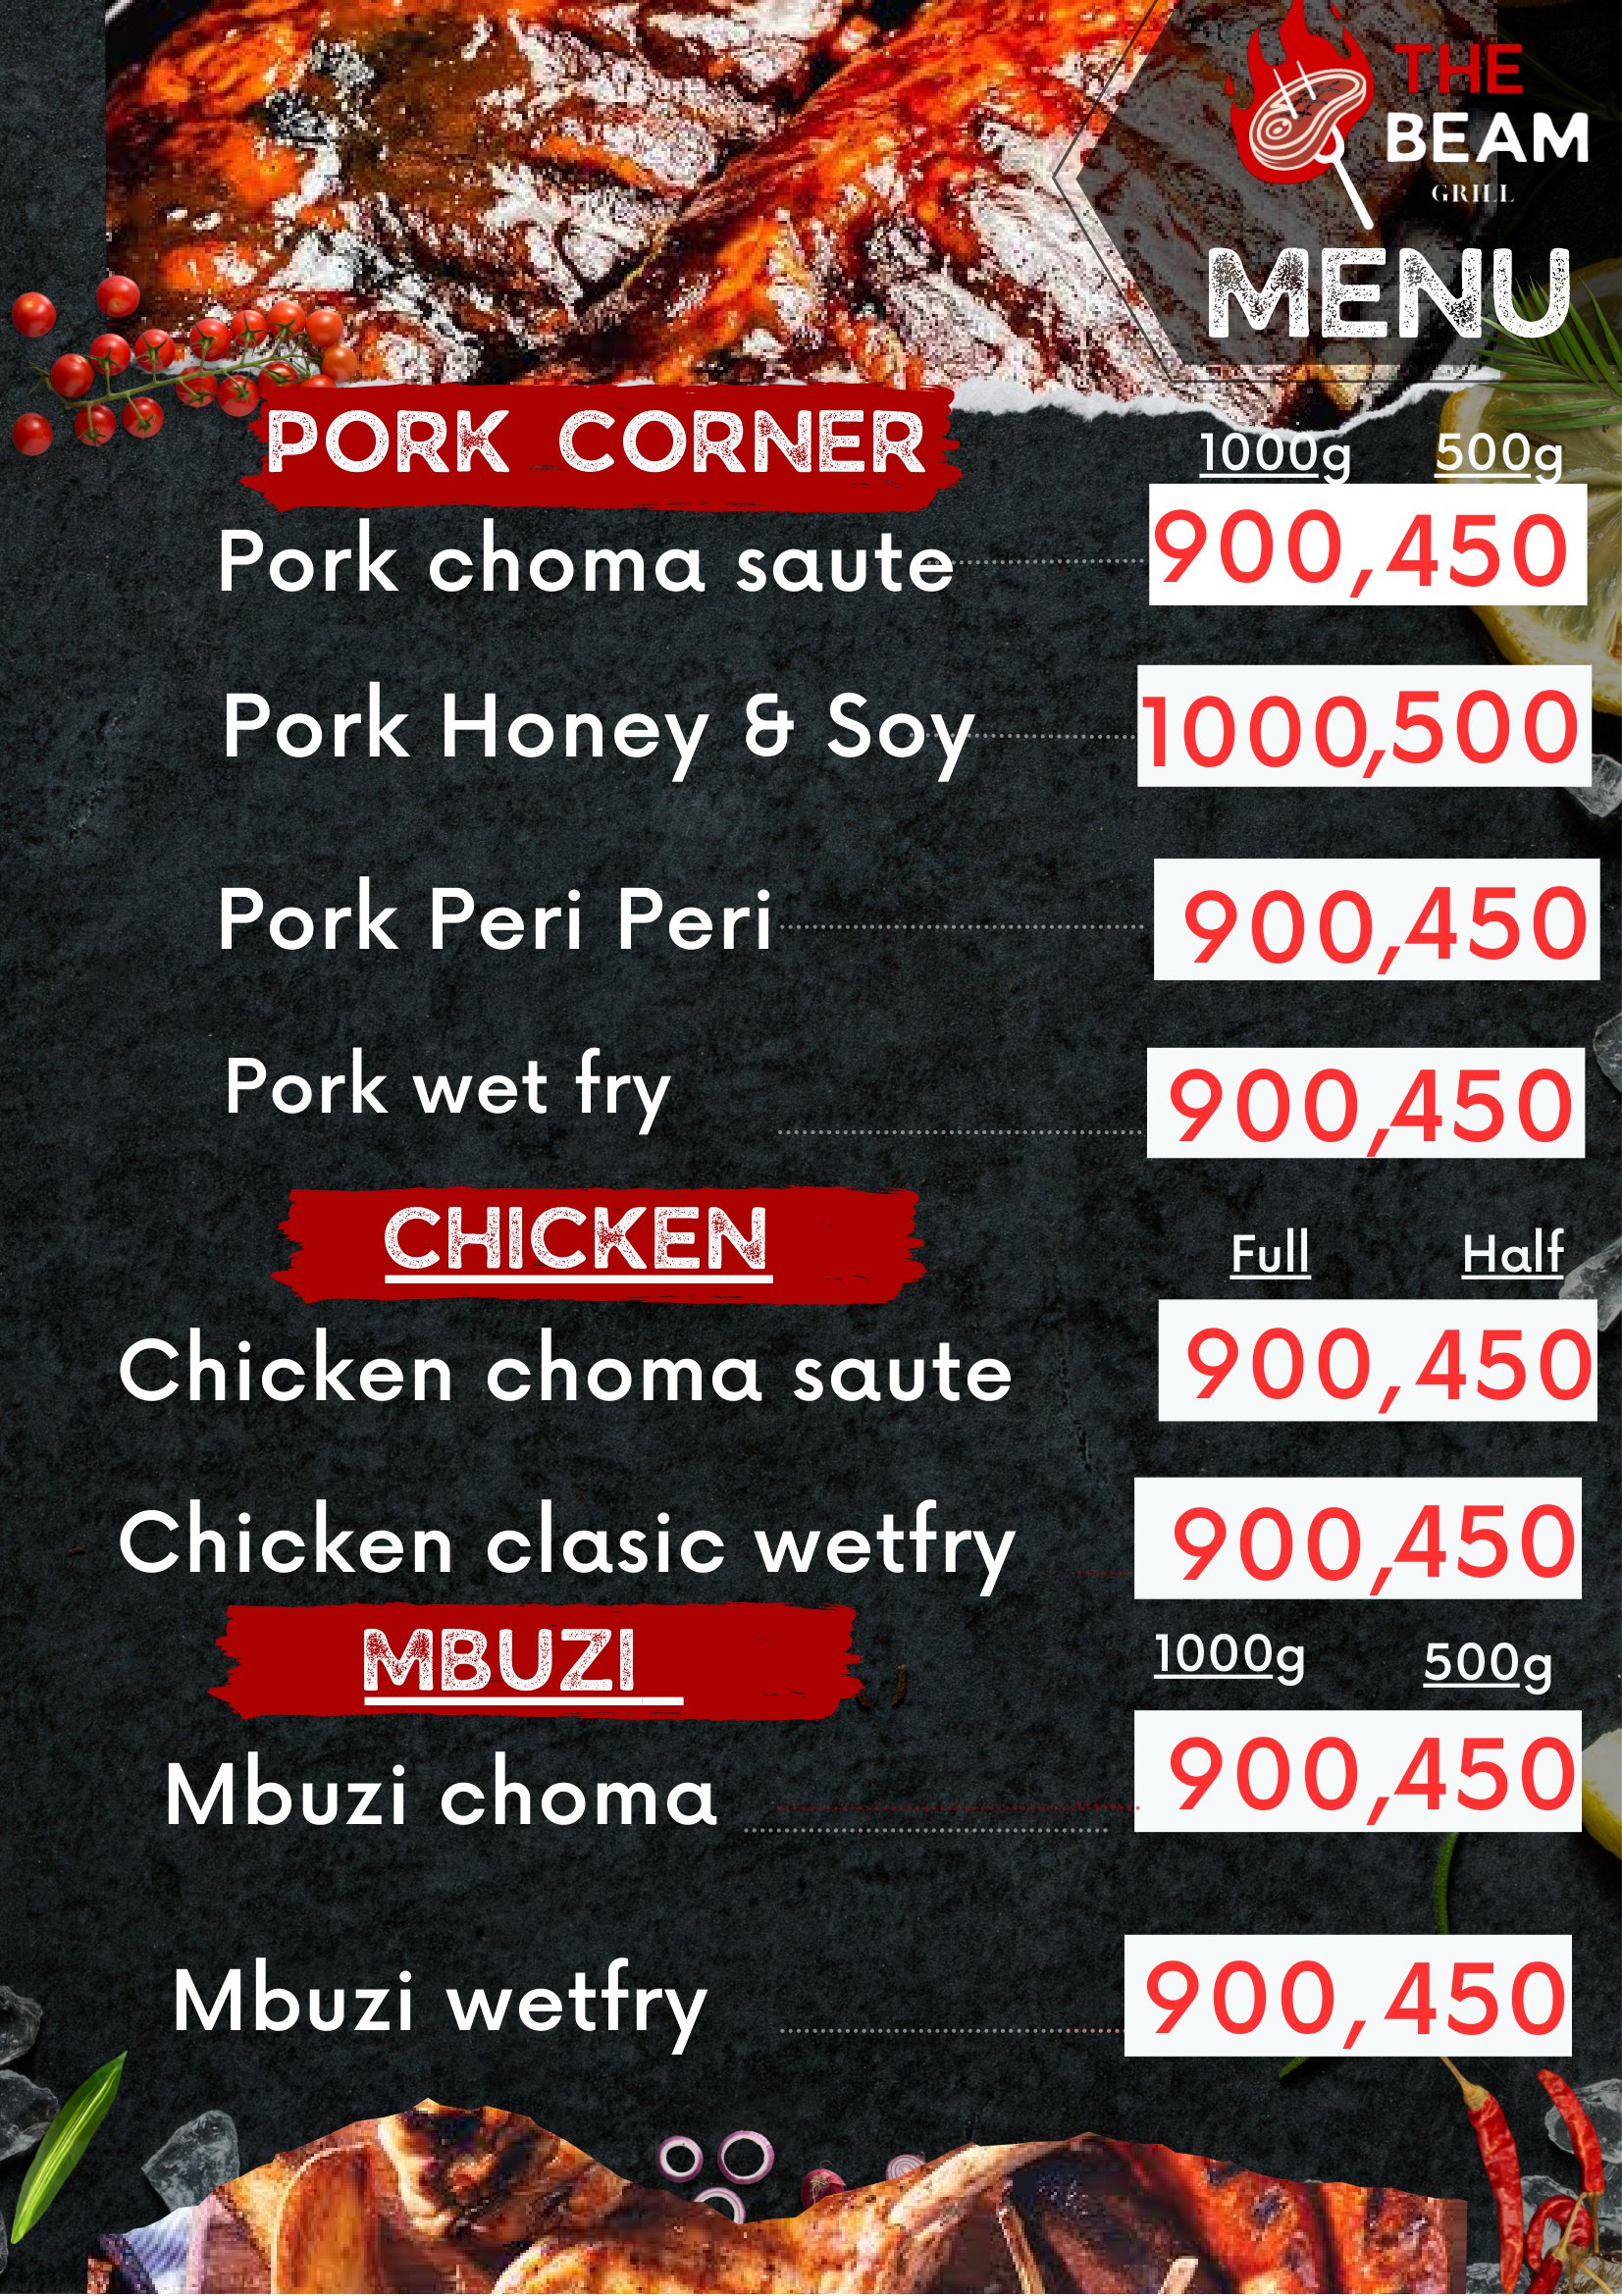 THE
BEAM
GRILL
MENU
PORK CORNER
1000g 500g
Pork choma saute 900,450
Pork Honey & Soy 1000,500
Pork Peri Peri 900,450
Pork wet fry 900,450
CHICKEN
Full Half
Chicken choma saute 900,450
Chicken clasic wetfry 900,450
MBUZI
1000g 500g
Mbuzi choma 900,450
Mbuzi wetfry 900,450